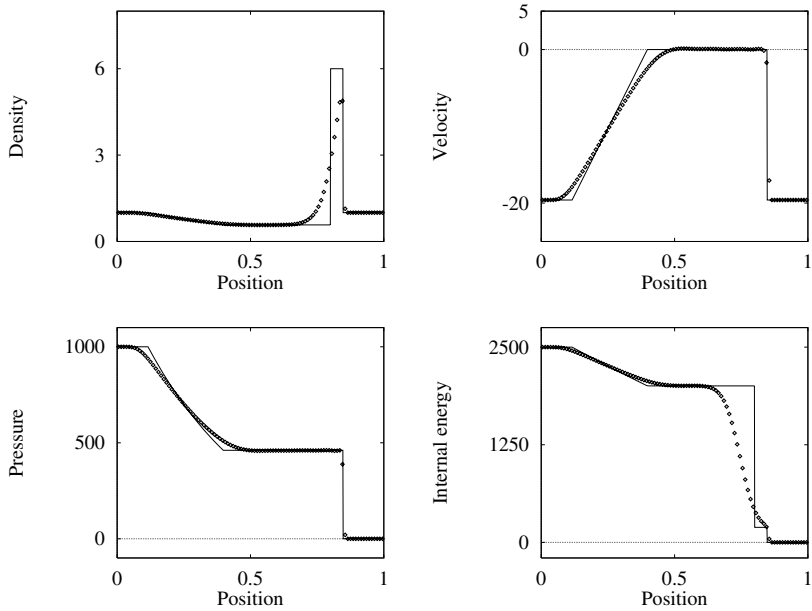 6
3
0
0 0.5 1
Position
Density
5
0
-20
0 0.5 1
Position
Velocity
1000
500
0
0 0.5 1
Position
Pressure
2500
1250
0
0 0.5 1
Position
Internal energy